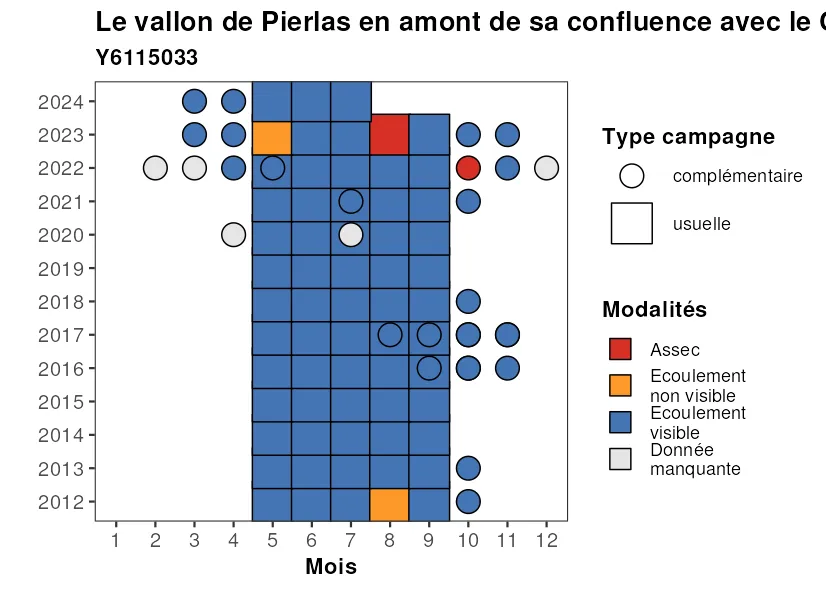 Le vallon de Pierlas en amont de sa confluence avec le
Y6115033
2024
2023
2022
2021
2020
2019
2018
2017
2016
2015
2014
2013
2012
1 2 3 4 5 6 7 8 9 10 11 12
Mois
Type campagne
complémentaire
usuelle
Modalités
Assec
Ecoulement
non visible
Ecoulement
visible
Donnée
manquante